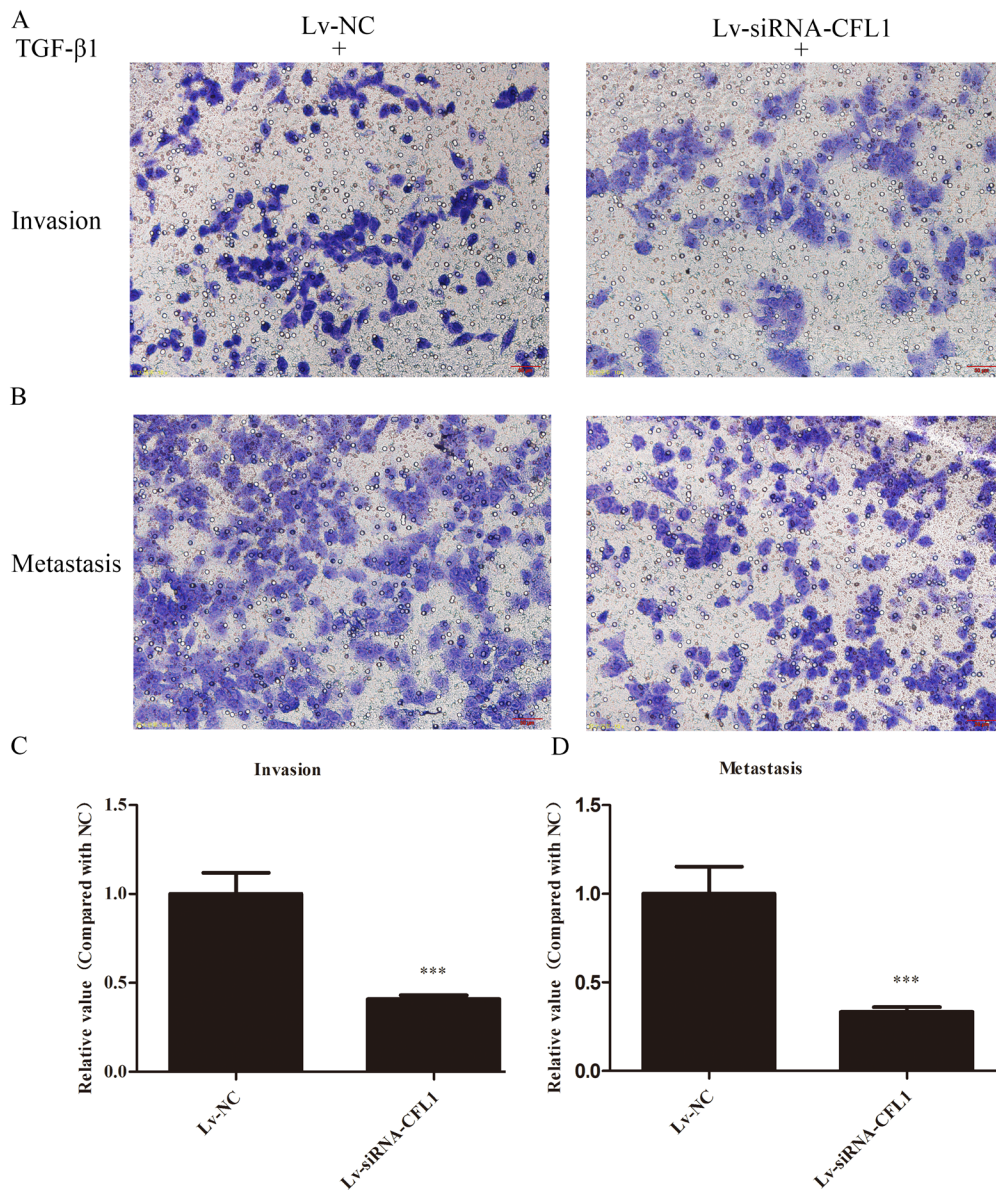 A
Lv-NC
Lv-siRNA-CFL1
TGF-β1
+
+
Invasion
50 μm
B
Metastasis
C
D
Invasion
Metastasis
Relative value (Compared with NC)
1.5
1.0
0.5
0.0
***
Lv-NC
Lv-siRNA-CFL1
Relative value (Compared with NC)
1.5
1.0
0.5
0.0
***
Lv-NC
Lv-siRNA-CFL1